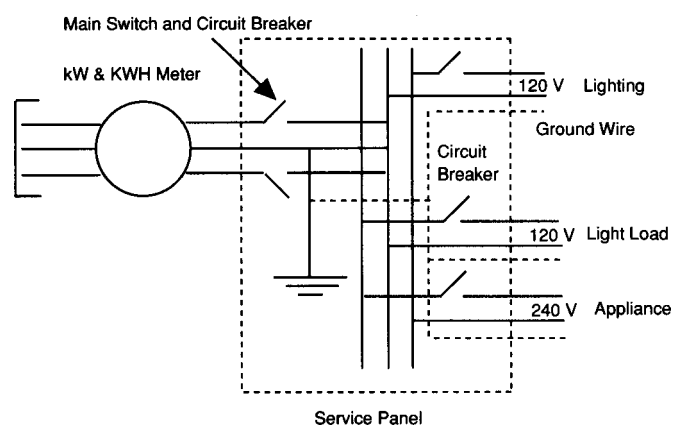 Main Switch and Circuit Breaker
kW & KWH Meter
120 V Lighting
Ground Wire
Circuit
Breaker
120 V Light Load
240 V Appliance
Service Panel